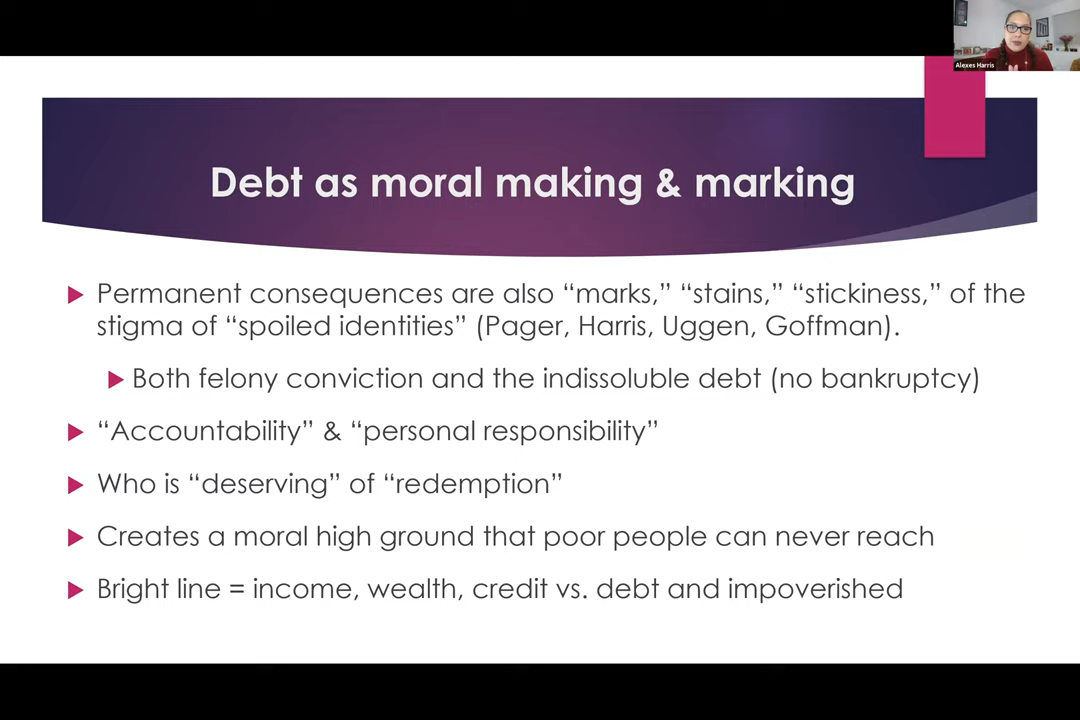 Alexes Harris
Debt as moral making & marking
Permanent consequences are also “marks,” “stains,” “stickiness,” of the
stigma of “spoiled identities” (Pager, Harris, Uggen, Goffman).
Both felony conviction and the indissoluble debt (no bankruptcy)
“Accountability” & “personal responsibility”
Who is “deserving” of “redemption”
Creates a moral high ground that poor people can never reach
Bright line = income, wealth, credit vs. debt and impoverished